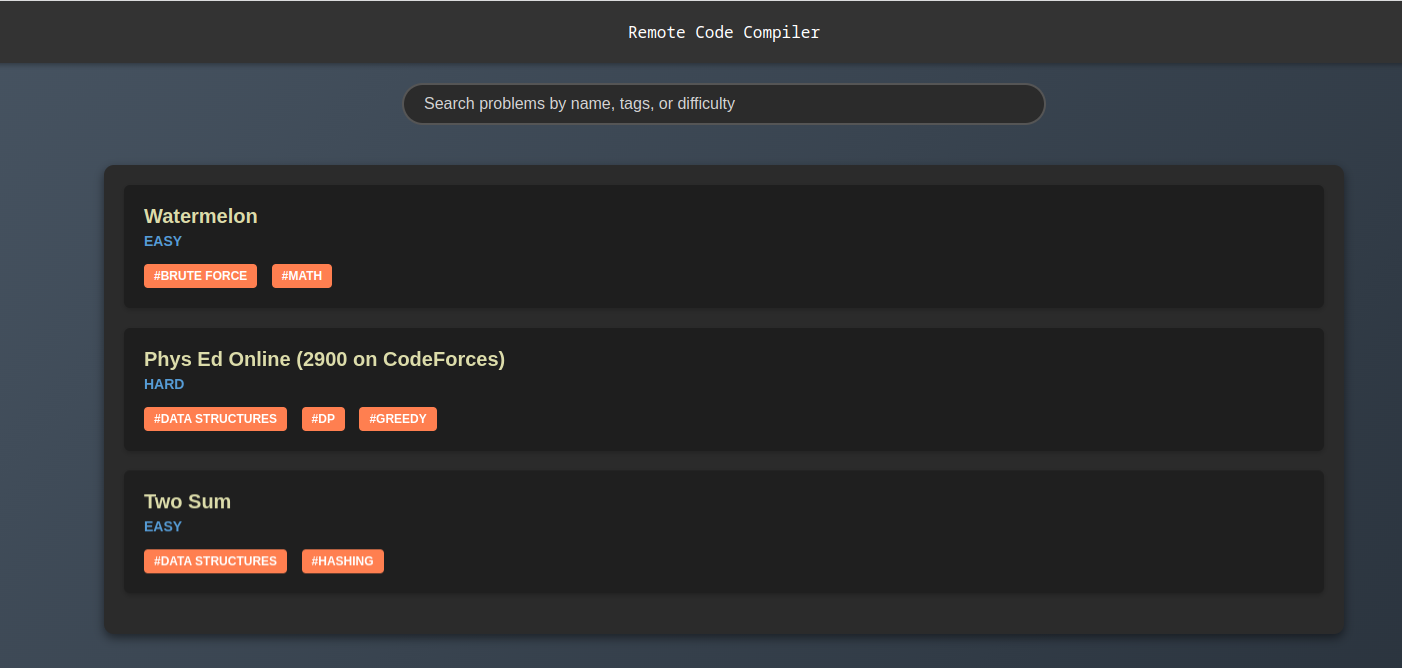 Remote Code Compiler
Search problems by name, tags, or difficulty
Watermelon
EASY
#BRUTE FORCE #MATH
Phys Ed Online (2900 on CodeForces)
HARD
#DATA STRUCTURES #DP #GREEDY
Two Sum
EASY
#DATA STRUCTURES #HASHING